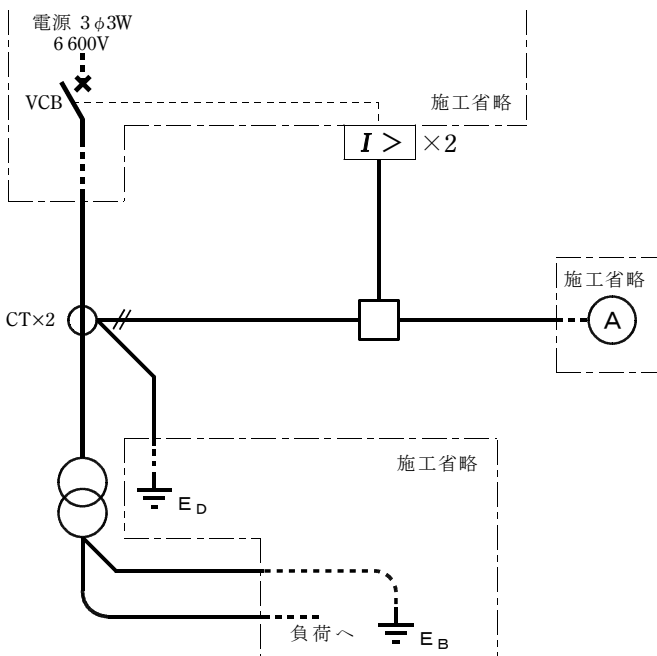 電源 3φ3W
6 600V
VCB
施工省略
I > ×2
施工省略
CT×2
A
施工省略
E D
負荷へ
E B